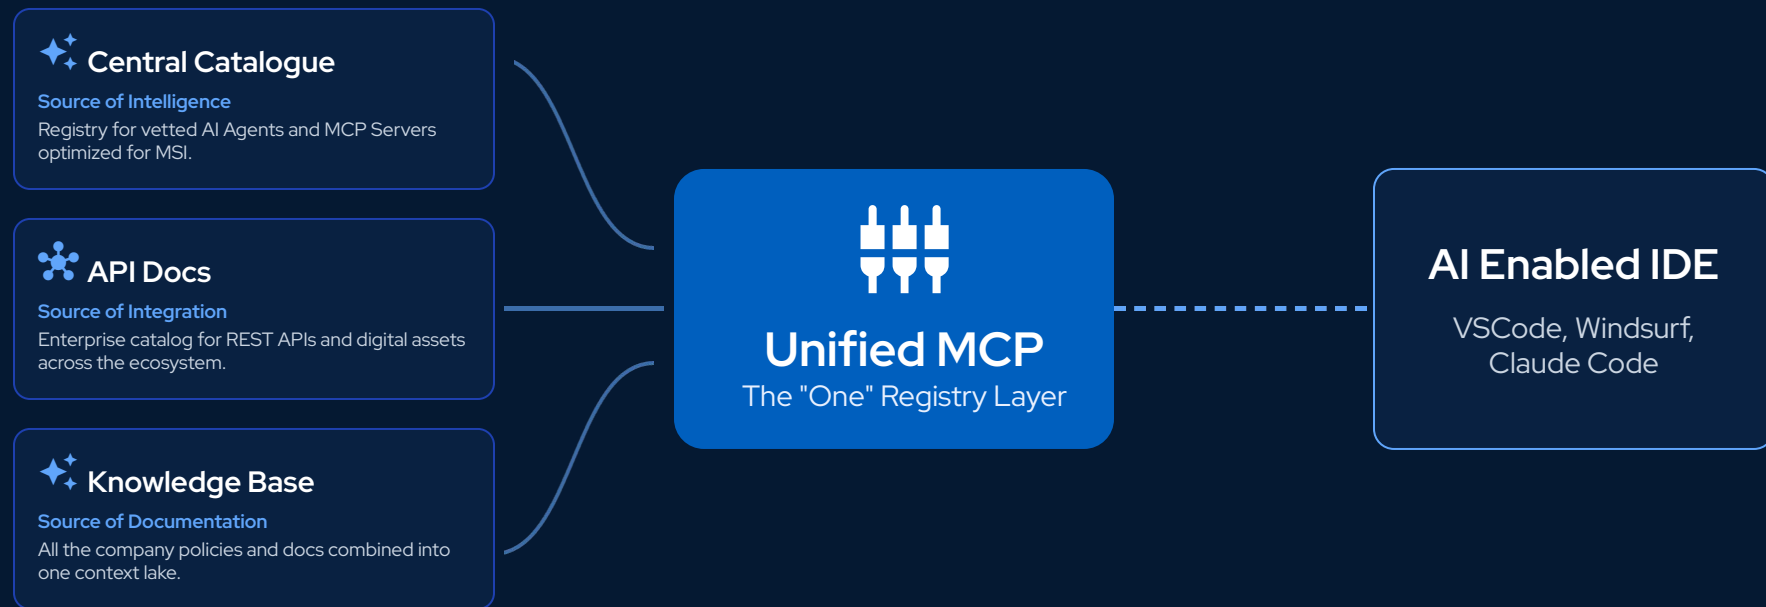 Central Catalogue
Source of Intelligence
Registry for vetted AI Agents and MCP Servers
optimized for MSI.
API Docs
Source of Integration
Enterprise catalog for REST APIs and digital assets
across the ecosystem.
Knowledge Base
Source of Documentation
All the company policies and docs combined into
one context lake.
Unified MCP
The "One" Registry Layer
AI Enabled IDE
VSCode, Windsurf,
Claude Code